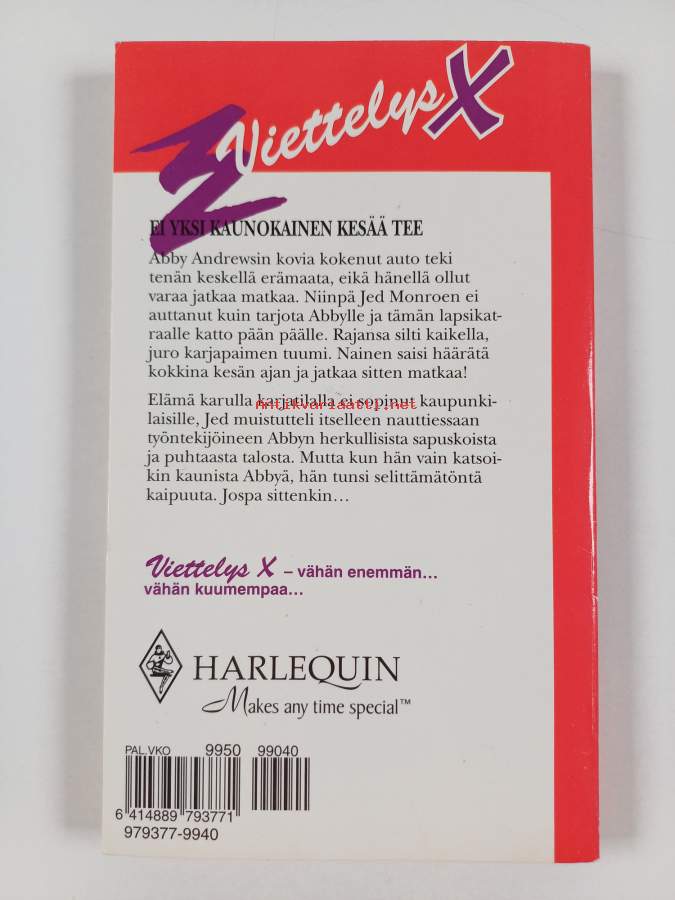 Viettelys X
EI YKSI KAUNOKAINEN KESÄÄ TEE
Abby Andrewsin kovia kokenut auto teki
tenän keskellä erämaata, eikä hänellä ollut
varaa jatkaa matkaa. Niinpä Jed Monroen ei
auttanut kuin tarjota Abbylle ja tämän lapsikat-
raalle katto pään päälle. Rajansa silti kaikella,
juro karjapaimen tuumi. Nainen saisi häärätä
kokkina kesän ajan ja jatkaa sitten matkaa!
Elämä karulla karjatilalla ei sopinut kaupunki-
Antikvariaatti.net
laisille, Jed muistutteli itselleen nauttiessaan
työntekijöineen Abbyn herkullisista sapuskoista
ja puhtaasta talosta. Mutta kun hän vain katsoi-
kin kaunista Abbyä, hän tunsi selittämätöntä
kaipuuta. Jospa sittenkin...
Viettelys X – vähän enemmän...
vähän kuumempaa...
HARLEQUIN
Makes any time special™
PAL.VKO 9950 99040
6 414889 793771
979377-9940